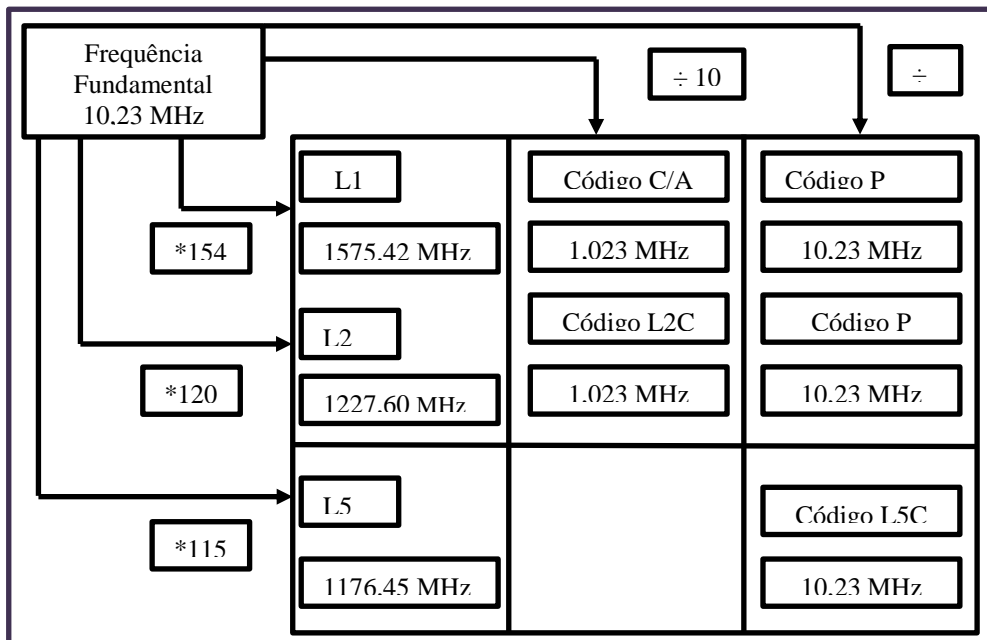 Frequência
Fundamental
10,23 MHz
÷ 10
÷
L1
Código C/A
Código P
*154
1575,42 MHz
1,023 MHz
10,23 MHz
L2
Código L2C
Código P
*120
1227,60 MHz
1,023 MHz
10,23 MHz
L5
Código L5C
*115
1176,45 MHz
10,23 MHz